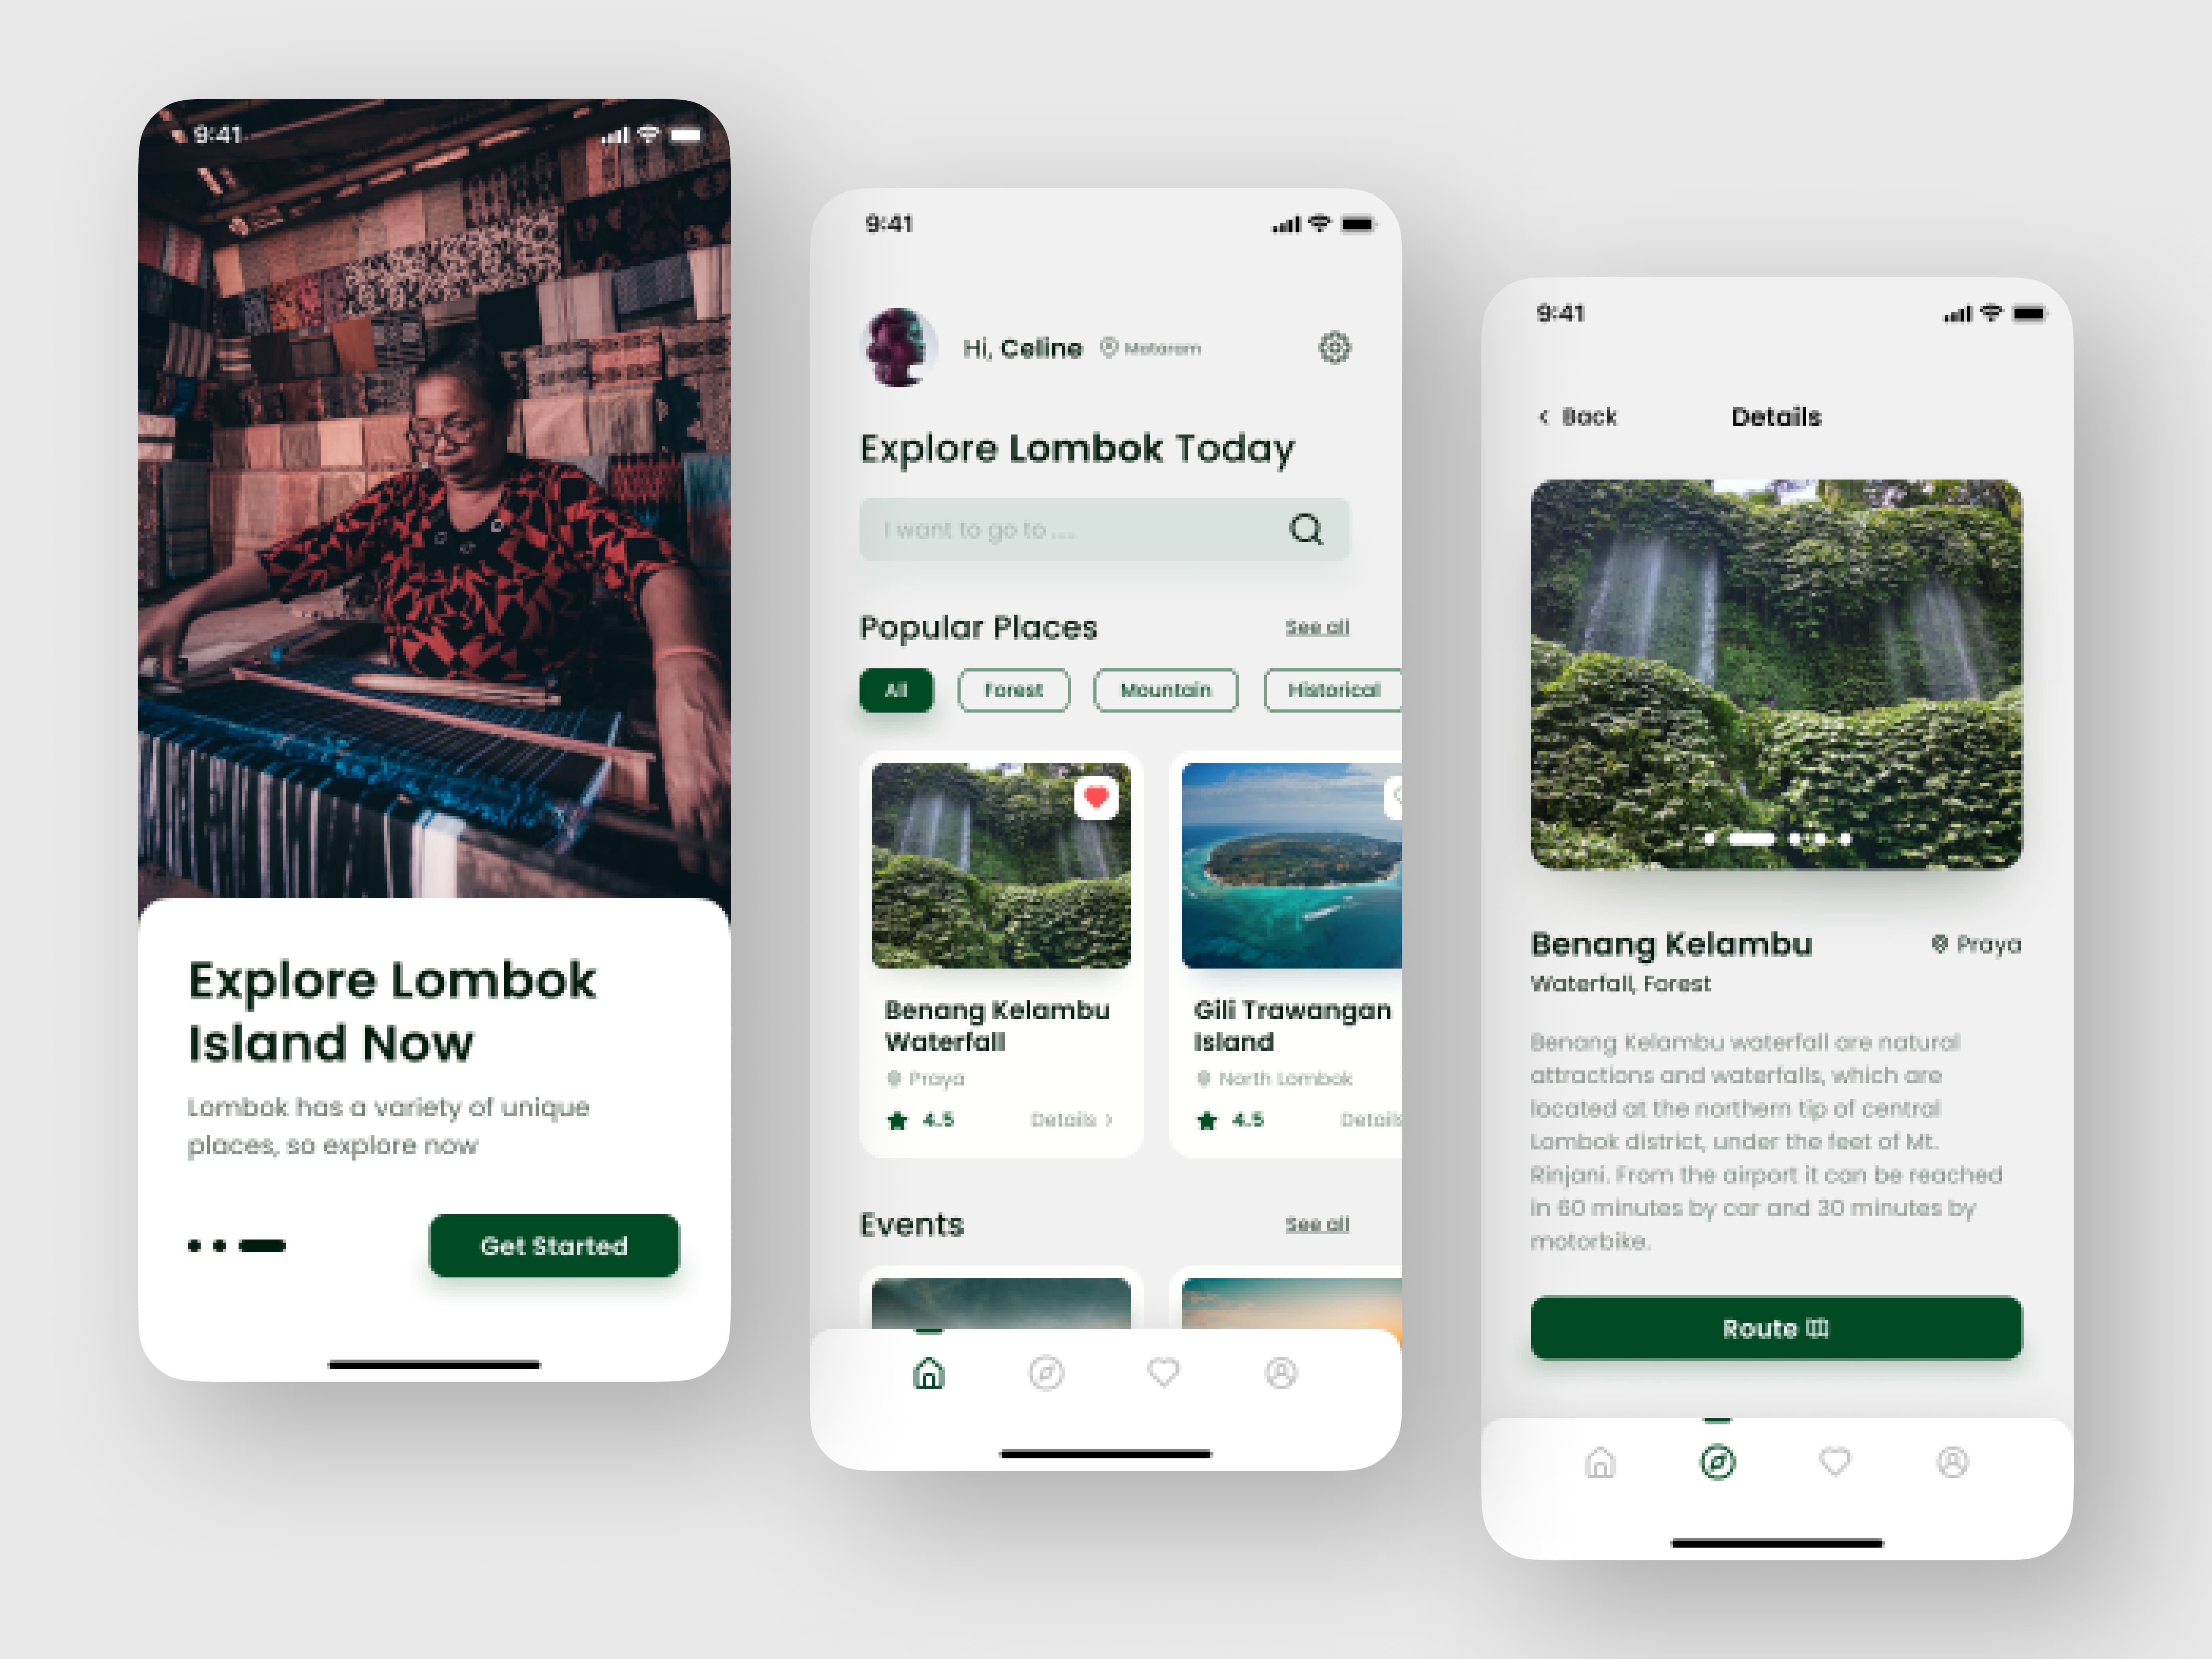 9:41
Explore Lombok
Island Now
Lombok has a variety of unique
places, so explore now
Get Started
9:41
Hi, Celine Mataram
Explore Lombok Today
I want to go to .....
Popular Places See all
All Forest Mountain Historical
Benang Kelambu
Waterfall
Praya
4.5 Details >
Gili Trawangan
Island
North Lombok
4.5 Details
Events See all
9:41
< Back Details
Benang Kelambu Praya
Waterfall, Forest
Benang Kelambu waterfall are natural
attractions and waterfalls, which are
located at the northern tip of central
Lombok district, under the feet of Mt.
Rinjani. From the airport it can be reached
in 60 minutes by car and 30 minutes by
motorbike.
Route